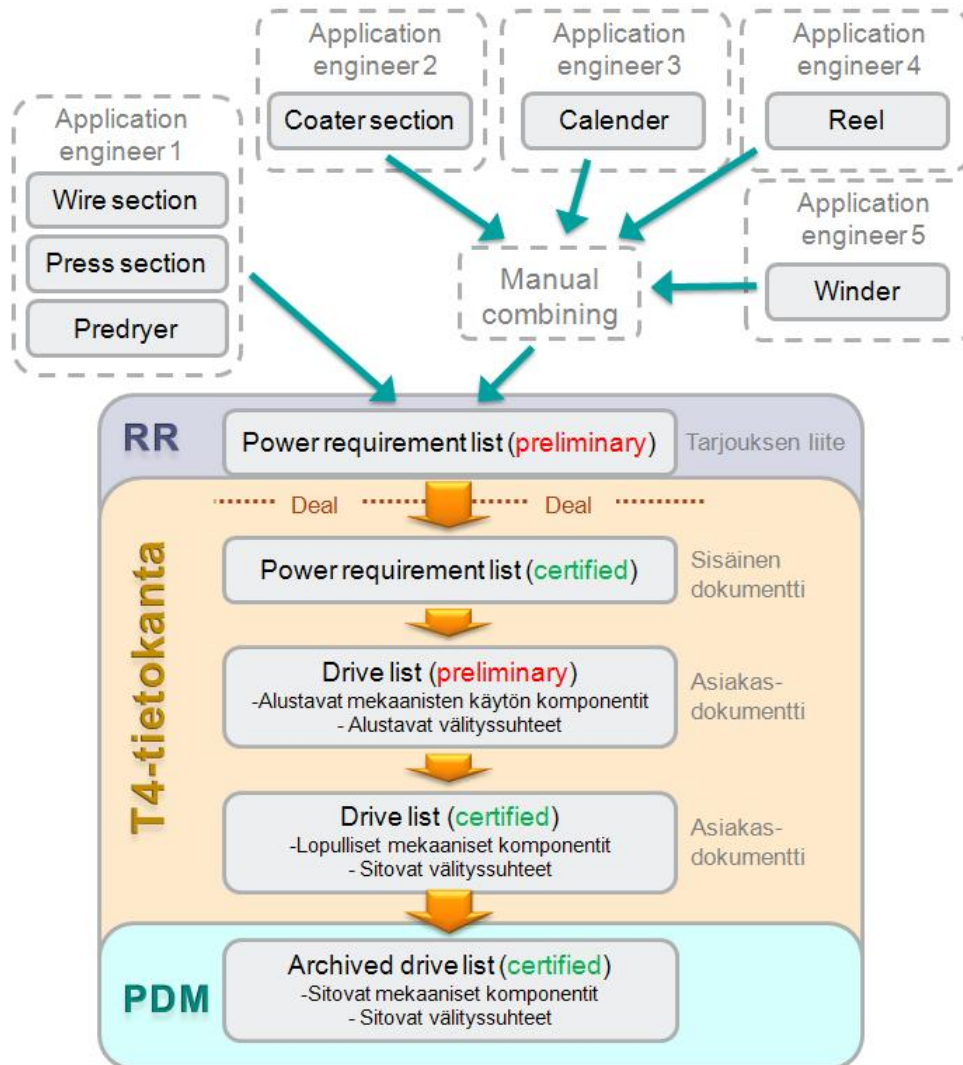 Application
engineer 1
Wire section
Press section
Predryer
Application
engineer 2
Coater section
Application
engineer 3
Calender
Application
engineer 4
Reel
Application
engineer 5
Winder
Manual
combining
RR
Power requirement list (preliminary)
Tarjouksen liite
Deal
Deal
T4-tietokanta
Power requirement list (certified)
Sisäinen
dokumentti
Drive list (preliminary)
-Alustavat mekaanisten käytön komponentit
- Alustavat välityssuhteet
Asiakas-
dokumentti
Drive list (certified)
-Lopulliset mekaaniset komponentit
- Sitovat välityssuhteet
Asiakas-
dokumentti
PDM
Archived drive list (certified)
-Sitovat mekaaniset komponentit
- Sitovat välityssuhteet